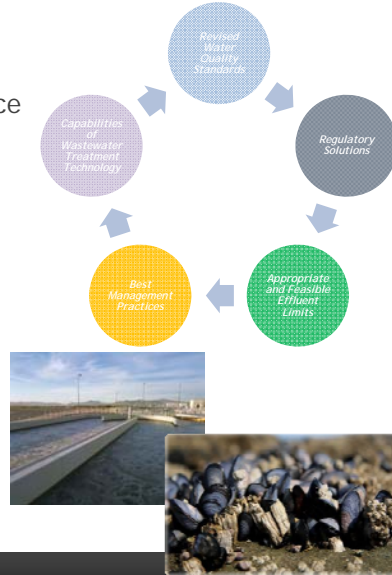 ce
Revised
Water
Quality
Standards
Regulatory
Solutions
Appropriate
and Feasible
Effluent
Limits
Best
Management
Practices
Capabilities
of
Wastewater
Treatment
Technology